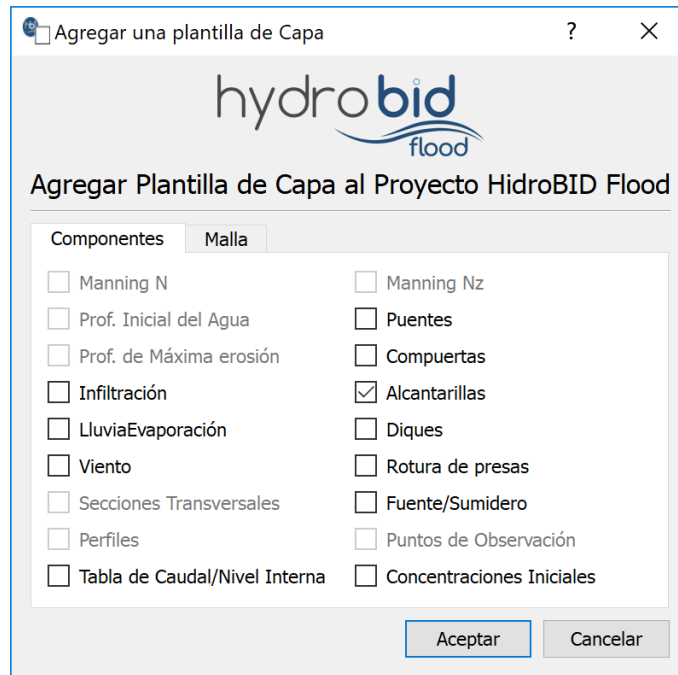 Agregar una plantilla de Capa ?
hydrobid
flood
Agregar Plantilla de Capa al Proyecto HidroBID Flood
Componentes Malla
Manning N Manning Nz
Prof. Inicial del Agua Puentes
Prof. de Máxima erosión Compuertas
Infiltración Alcantarillas
LluviaEvaporación Diques
Viento Rotura de presas
Secciones Transversales Fuente/Sumidero
Perfiles Puntos de Observación
Tabla de Caudal/Nivel Interna Concentraciones Iniciales
Aceptar Cancelar